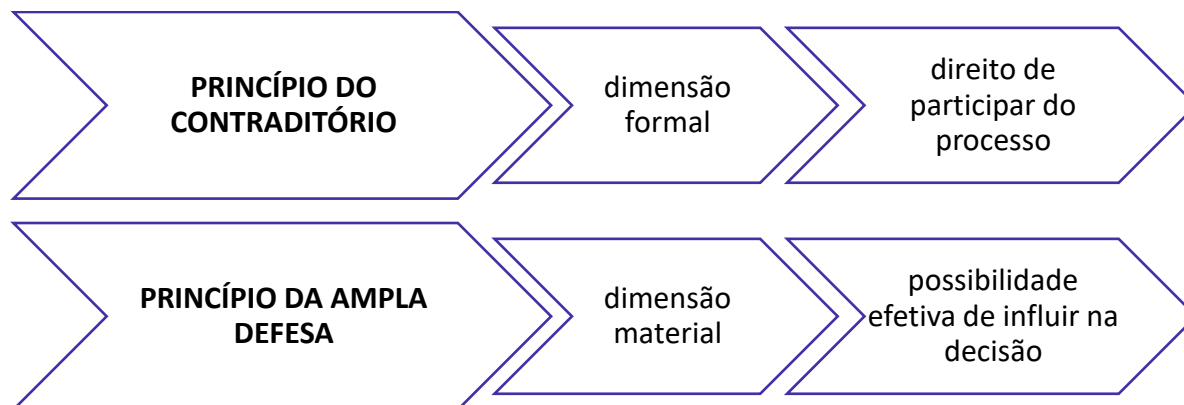 PRINCÍPIO DO
CONTRADITÓRIO
dimensão
formal
direito de
participar do
processo
PRINCÍPIO DA AMPLA
DEFESA
dimensão
material
possibilidade
efetiva de influir na
decisão